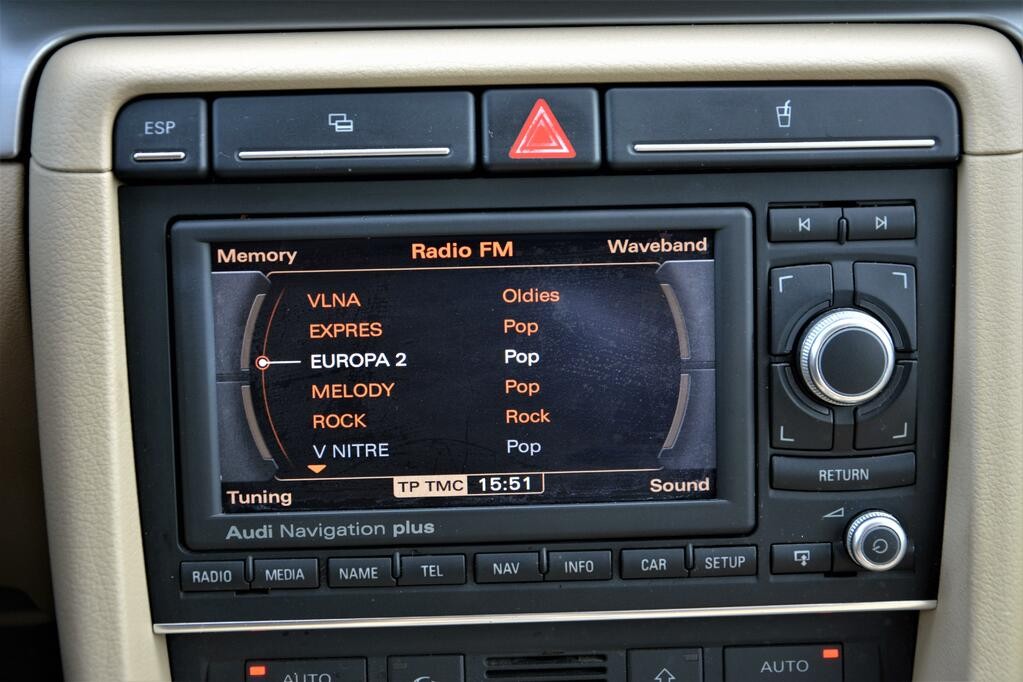 ESP
Memory Radio FM Waveband
VLNA Oldies
EXPRES Pop
EUROPA 2 Pop
MELODY Pop
ROCK Rock
V NITRE Pop
Tuning TP TMC 15:51 Sound
Audi Navigation plus
RETURN
RADIO MEDIA NAME TEL NAV INFO CAR SETUP
AUTO AUTO